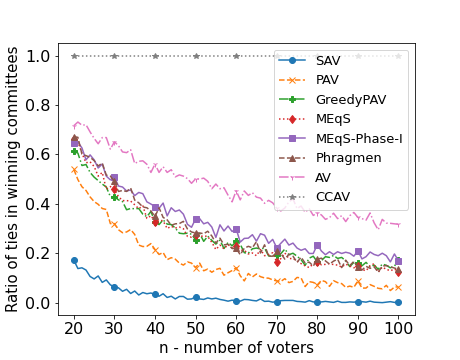 Ratio of ties in winning committees
1.0
0.8
0.6
0.4
0.2
0.0
SAV
PAV
GreedyPAV
MEqS
MEqS-Phase-I
Phragmen
AV
CCAV
20 30 40 50 60 70 80 90 100
n - number of voters